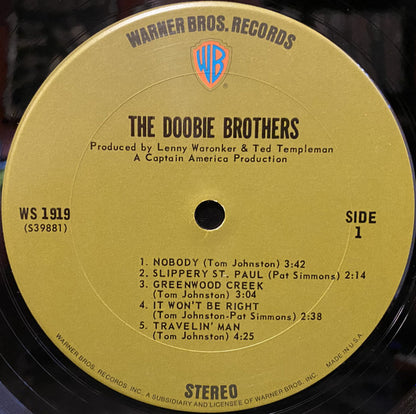 WARNER BROS. RECORDS
WB
®
THE DOOBIE BROTHERS
Produced by Lenny Waronker & Ted Templeman
A Captain America Production
WS 1919
(S39881)
SIDE
1
1. NOBODY (Tom Johnston) 3:42
2. SLIPPERY ST. PAUL (Pat Simmons) 2:14
3. GREENWOOD CREEK
(Tom Johnston) 3:04
4. IT WON'T BE RIGHT
(Tom Johnston-Pat Simmons) 2:38
5. TRAVELIN' MAN
(Tom Johnston) 4:25
STEREO
WARNER BROS. RECORDS INC., A SUBSIDIARY AND LICENSEE OF WARNER BROS. INC. MADE IN U.S.A.